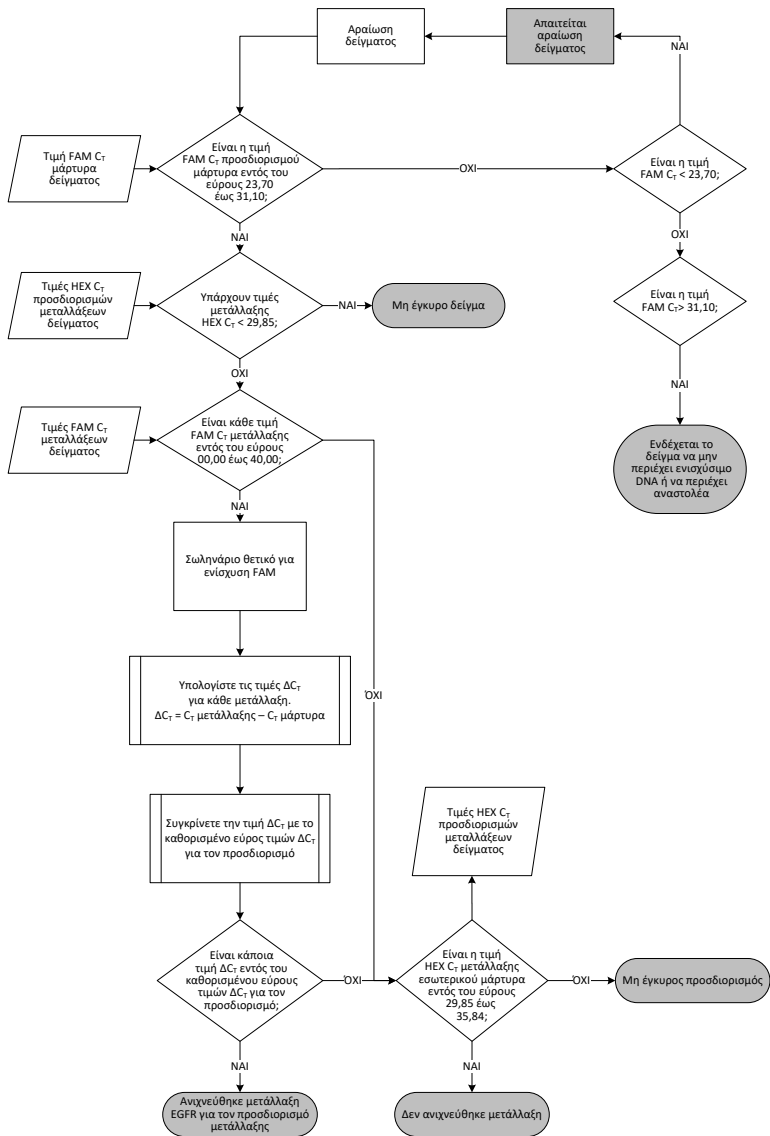 Αραίωση
δείγματος
Απαιτείται
αραίωση
δείγματος
ΝΑΙ
Τιμή FAM CT
μάρτυρα
δείγματος
Είναι η τιμή
FAM CT προσδιορισμού
μάρτυρα εντός του
εύρους 23,70
έως 31,10;
ΟΧΙ
Είναι η τιμή
FAM CT < 23,70;
ΝΑΙ
ΟΧΙ
Τιμές HEX CT
προσδιορισμών
μεταλλάξεων
δείγματος
Υπάρχουν τιμές
μετάλλαξης
HEX CT < 29,85;
ΝΑΙ
Μη έγκυρο δείγμα
Είναι η τιμή
FAM CT> 31,10;
ΟΧΙ
ΝΑΙ
Τιμές FAM CT
μεταλλάξεων
δείγματος
Είναι κάθε τιμή
FAM CT μετάλλαξης
εντός του εύρους
00,00 έως 40,00;
Ενδέχεται το
δείγμα να μην
περιέχει ενισχύσιμο
DNA ή να περιέχει
αναστολέα
ΝΑΙ
Σωληνάριο θετικό για
ενίσχυση FAM
Υπολογίστε τις τιμές ΔCT
για κάθε μετάλλαξη.
ΔCT = CT μετάλλαξης – CT μάρτυρα
ΌΧΙ
Συγκρίνετε την τιμή ΔCT με το
καθορισμένο εύρος τιμών ΔCT
για τον προσδιορισμό
Τιμές HEX CT
προσδιορισμών
μεταλλάξεων
δείγματος
Είναι κάποια
τιμή ΔCT εντός του
καθορισμένου εύρους
τιμών ΔCT για τον
προσδιορισμό;
ΌΧΙ
Είναι η τιμή
HEX CT μετάλλαξης
εσωτερικού μάρτυρα
εντός του εύρους
29,85 έως
35,84;
ΌΧΙ
Μη έγκυρος προσδιορισμός
ΝΑΙ
ΝΑΙ
Ανιχνεύθηκε μετάλλαξη
EGFR για τον προσδιορισμό
μετάλλαξης
Δεν ανιχνεύθηκε μετάλλαξη